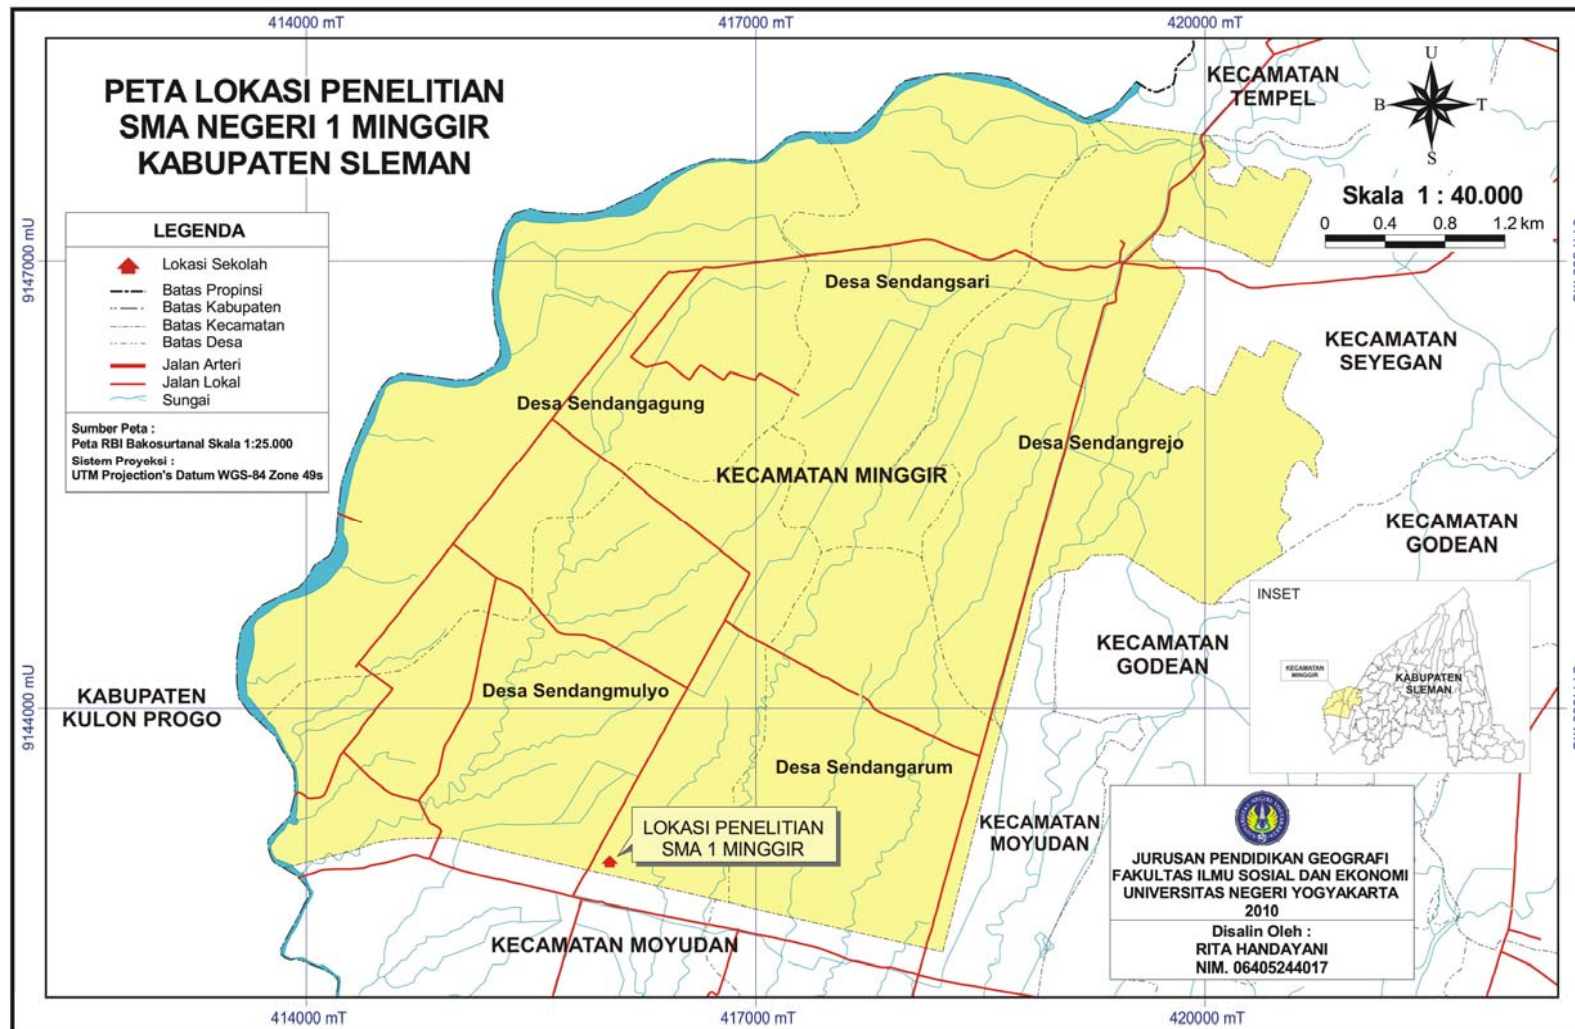 414000 mT
417000 mT
420000 mT
PETA LOKASI PENELITIAN
SMA NEGERI 1 MINGGIR
KABUPATEN SLEMAN
KECAMATAN
TEMPEL
U
B
T
S
Skala 1 : 40.000
0 0.4 0.8 1.2 km
LEGENDA
Lokasi Sekolah
Batas Propinsi
Batas Kabupaten
Batas Kecamatan
Batas Desa
Jalan Arteri
Jalan Lokal
Sungai
Sumber Peta :
Peta RBI Bakosurtanal Skala 1:25.000
Sistem Proyeksi :
UTM Projection's Datum WGS-84 Zone 49s
9147000 mU
9144000 mU
Desa Sendangsari
KECAMATAN
SEYEGAN
Desa Sendangagung
Desa Sendangrejo
KECAMATAN MINGGIR
KECAMATAN
GODEAN
INSET
KECAMATAN
MINGGIR
KABUPATEN
SLEMAN
KECAMATAN
GODEAN
KABUPATEN
KULON PROGO
Desa Sendangmulyo
Desa Sendangarum
LOKASI PENELITIAN
SMA 1 MINGGIR
KECAMATAN
MOYUDAN
KECAMATAN MOYUDAN
JURUSAN PENDIDIKAN GEOGRAFI
FAKULTAS ILMU SOSIAL DAN EKONOMI
UNIVERSITAS NEGERI YOGYAKARTA
2010
Disalin Oleh :
RITA HANDAYANI
NIM. 06405244017
414000 mT
417000 mT
420000 mT